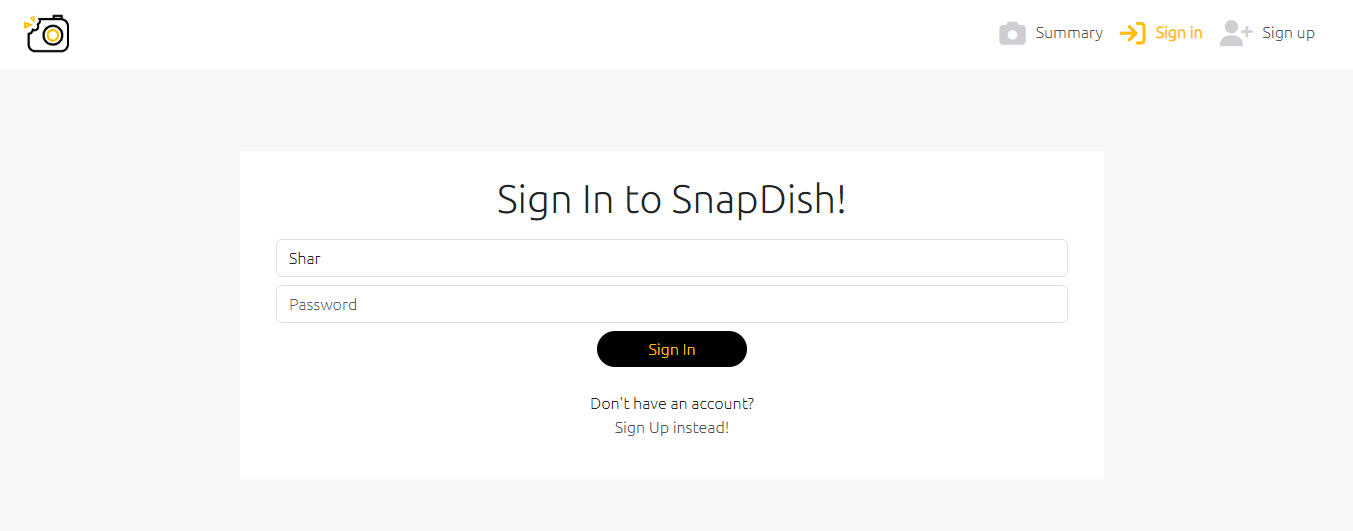 Summary Sign in Sign up
Sign In to SnapDish!
Shar
Password
Sign In
Don't have an account?
Sign Up instead!